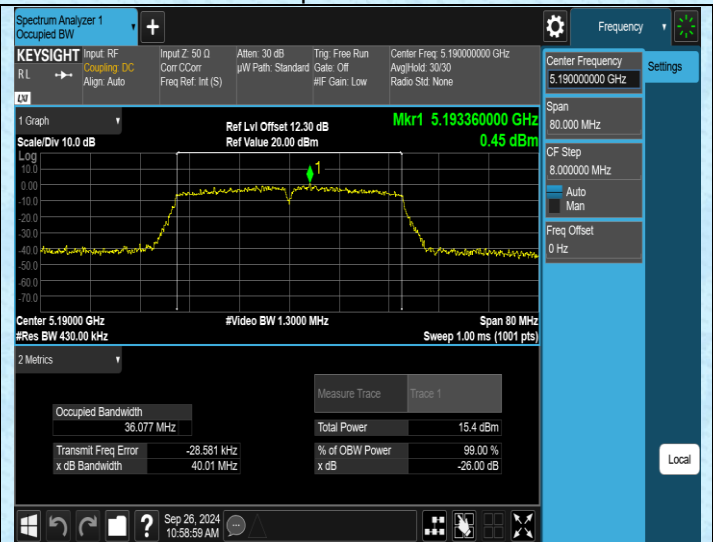 Spectrum Analyzer 1
Occupied BW
+
Frequency
KEYSIGHT Input: RF Input Z: 50 Ω Atten: 30 dB Trig: Free Run Center Freq: 5.190000000 GHz
RL Coupling: DC Corr CCorr µW Path: Standard Gate: Off Avg|Hold: 30/30
Align: Auto Freq Ref: Int (S) #IF Gain: Low Radio Std: None
LXI
Center Frequency
5.190000000 GHz
Settings
Span
80.000 MHz
CF Step
8.000000 MHz
Auto
Man
Freq Offset
0 Hz
1 Graph
Ref Lvl Offset 12.30 dB Mkr1 5.193360000 GHz
Scale/Div 10.0 dB Ref Value 20.00 dBm 0.45 dBm
Log
10.0
0.00
-10.0
-20.0
-30.0
-40.0
-50.0
-60.0
-70.0
1
Center 5.19000 GHz #Video BW 1.3000 MHz Span 80 MHz
#Res BW 430.00 kHz Sweep 1.00 ms (1001 pts)
2 Metrics
Measure Trace Trace 1
Occupied Bandwidth
36.077 MHz Total Power 15.4 dBm
Transmit Freq Error -28.581 kHz % of OBW Power 99.00 %
x dB Bandwidth 40.01 MHz x dB -26.00 dB
Local
? Sep 26, 2024
10:58:59 AM